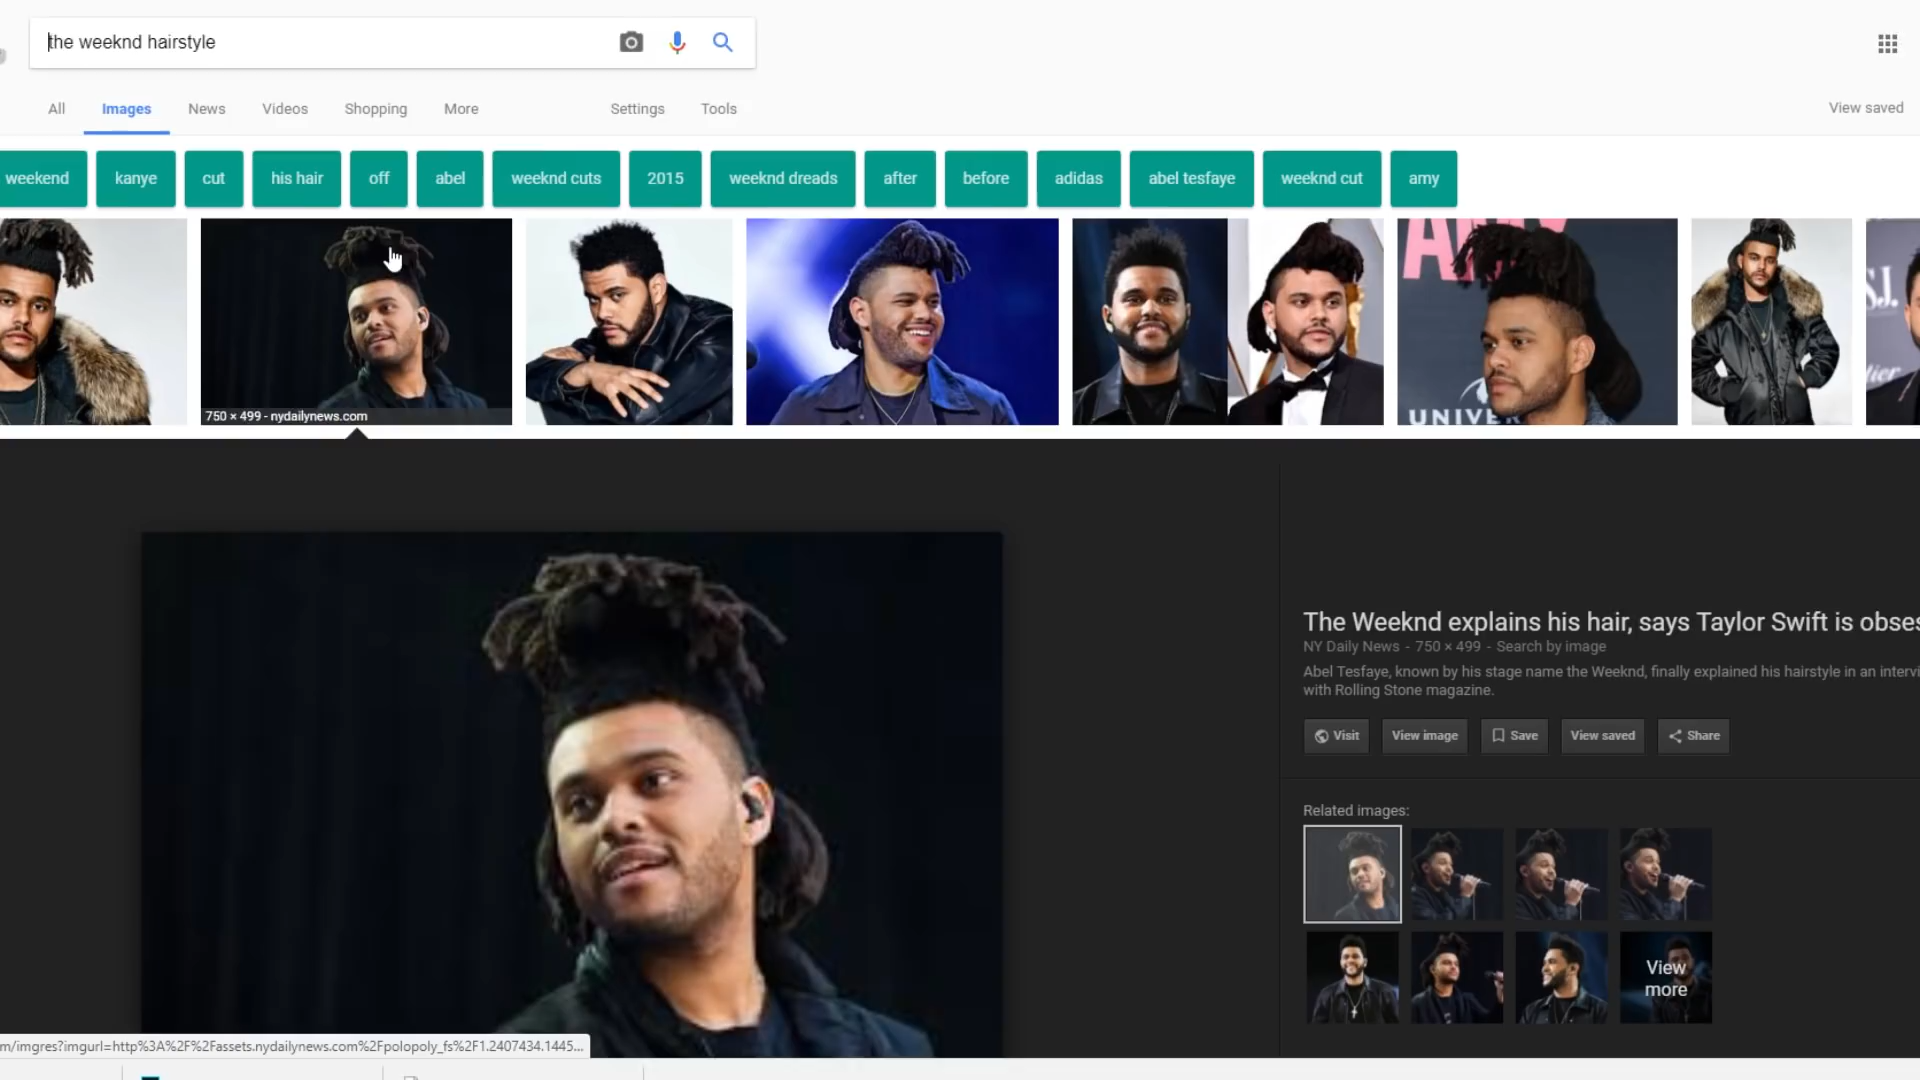 the weeknd hairstyle
All Images News Videos Shopping More Settings Tools View saved
weekend kanye cut his hair off abel weeknd cuts 2015 weeknd dreads after before adidas abel tesfaye weeknd cut amy
UNIVER
750 × 499 - nydailynews.com
The Weeknd explains his hair, says Taylor Swift is obses
NY Daily News - 750 × 499 - Search by image
Abel Tesfaye, known by his stage name the Weeknd, finally explained his hairstyle in an intervi
with Rolling Stone magazine.
Visit View image Save View saved Share
Related images:
View
more
m/imgres?imgurl=http%3A%2F%2Fassets.nydailynews.com%2Fpolopoly_fs%2F1.2407434.1445...